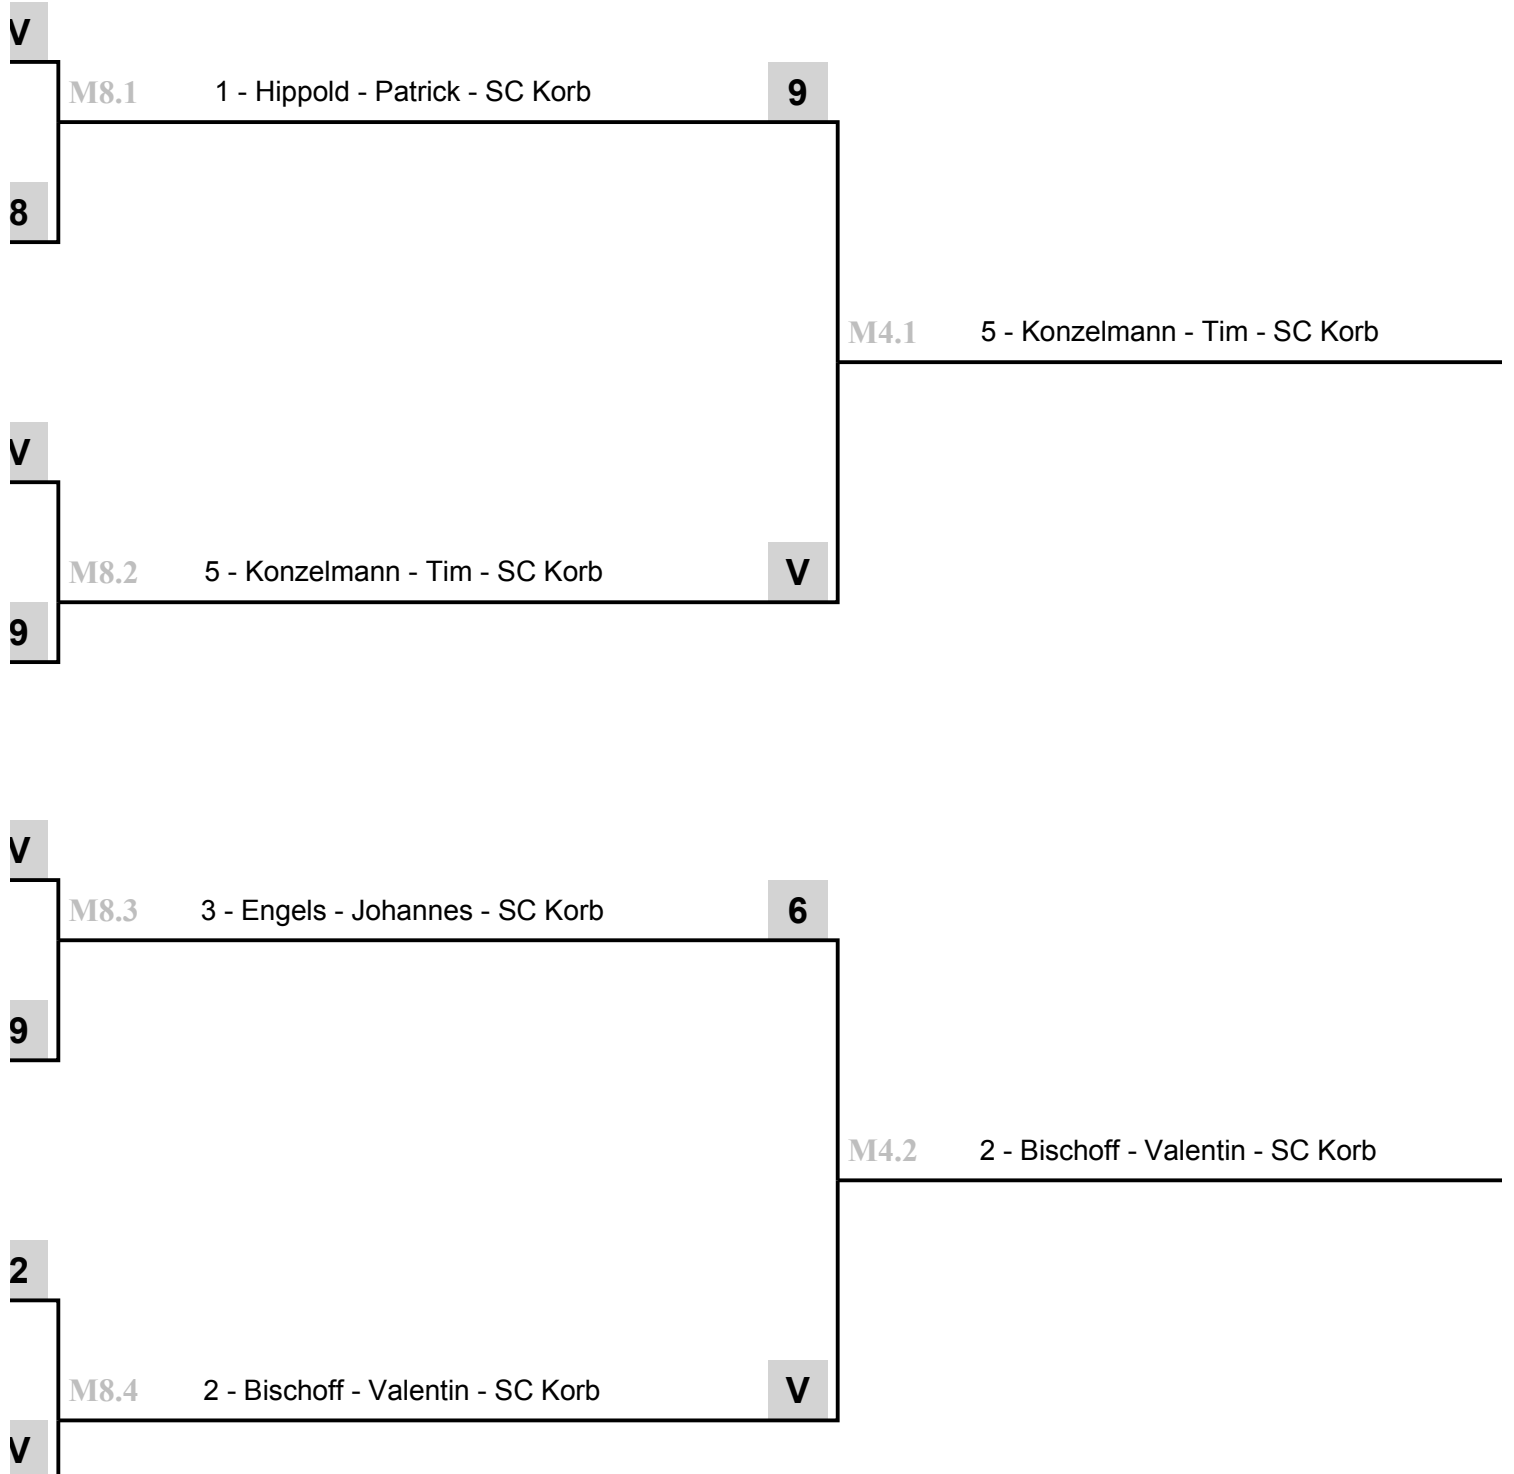 V
M8.1 1 - Hippold - Patrick - SC Korb 9
8
M4.1 5 - Konzelmann - Tim - SC Korb
V
M8.2 5 - Konzelmann - Tim - SC Korb V
9
V
M8.3 3 - Engels - Johannes - SC Korb 6
9
M4.2 2 - Bischoff - Valentin - SC Korb
2
M8.4 2 - Bischoff - Valentin - SC Korb V
V